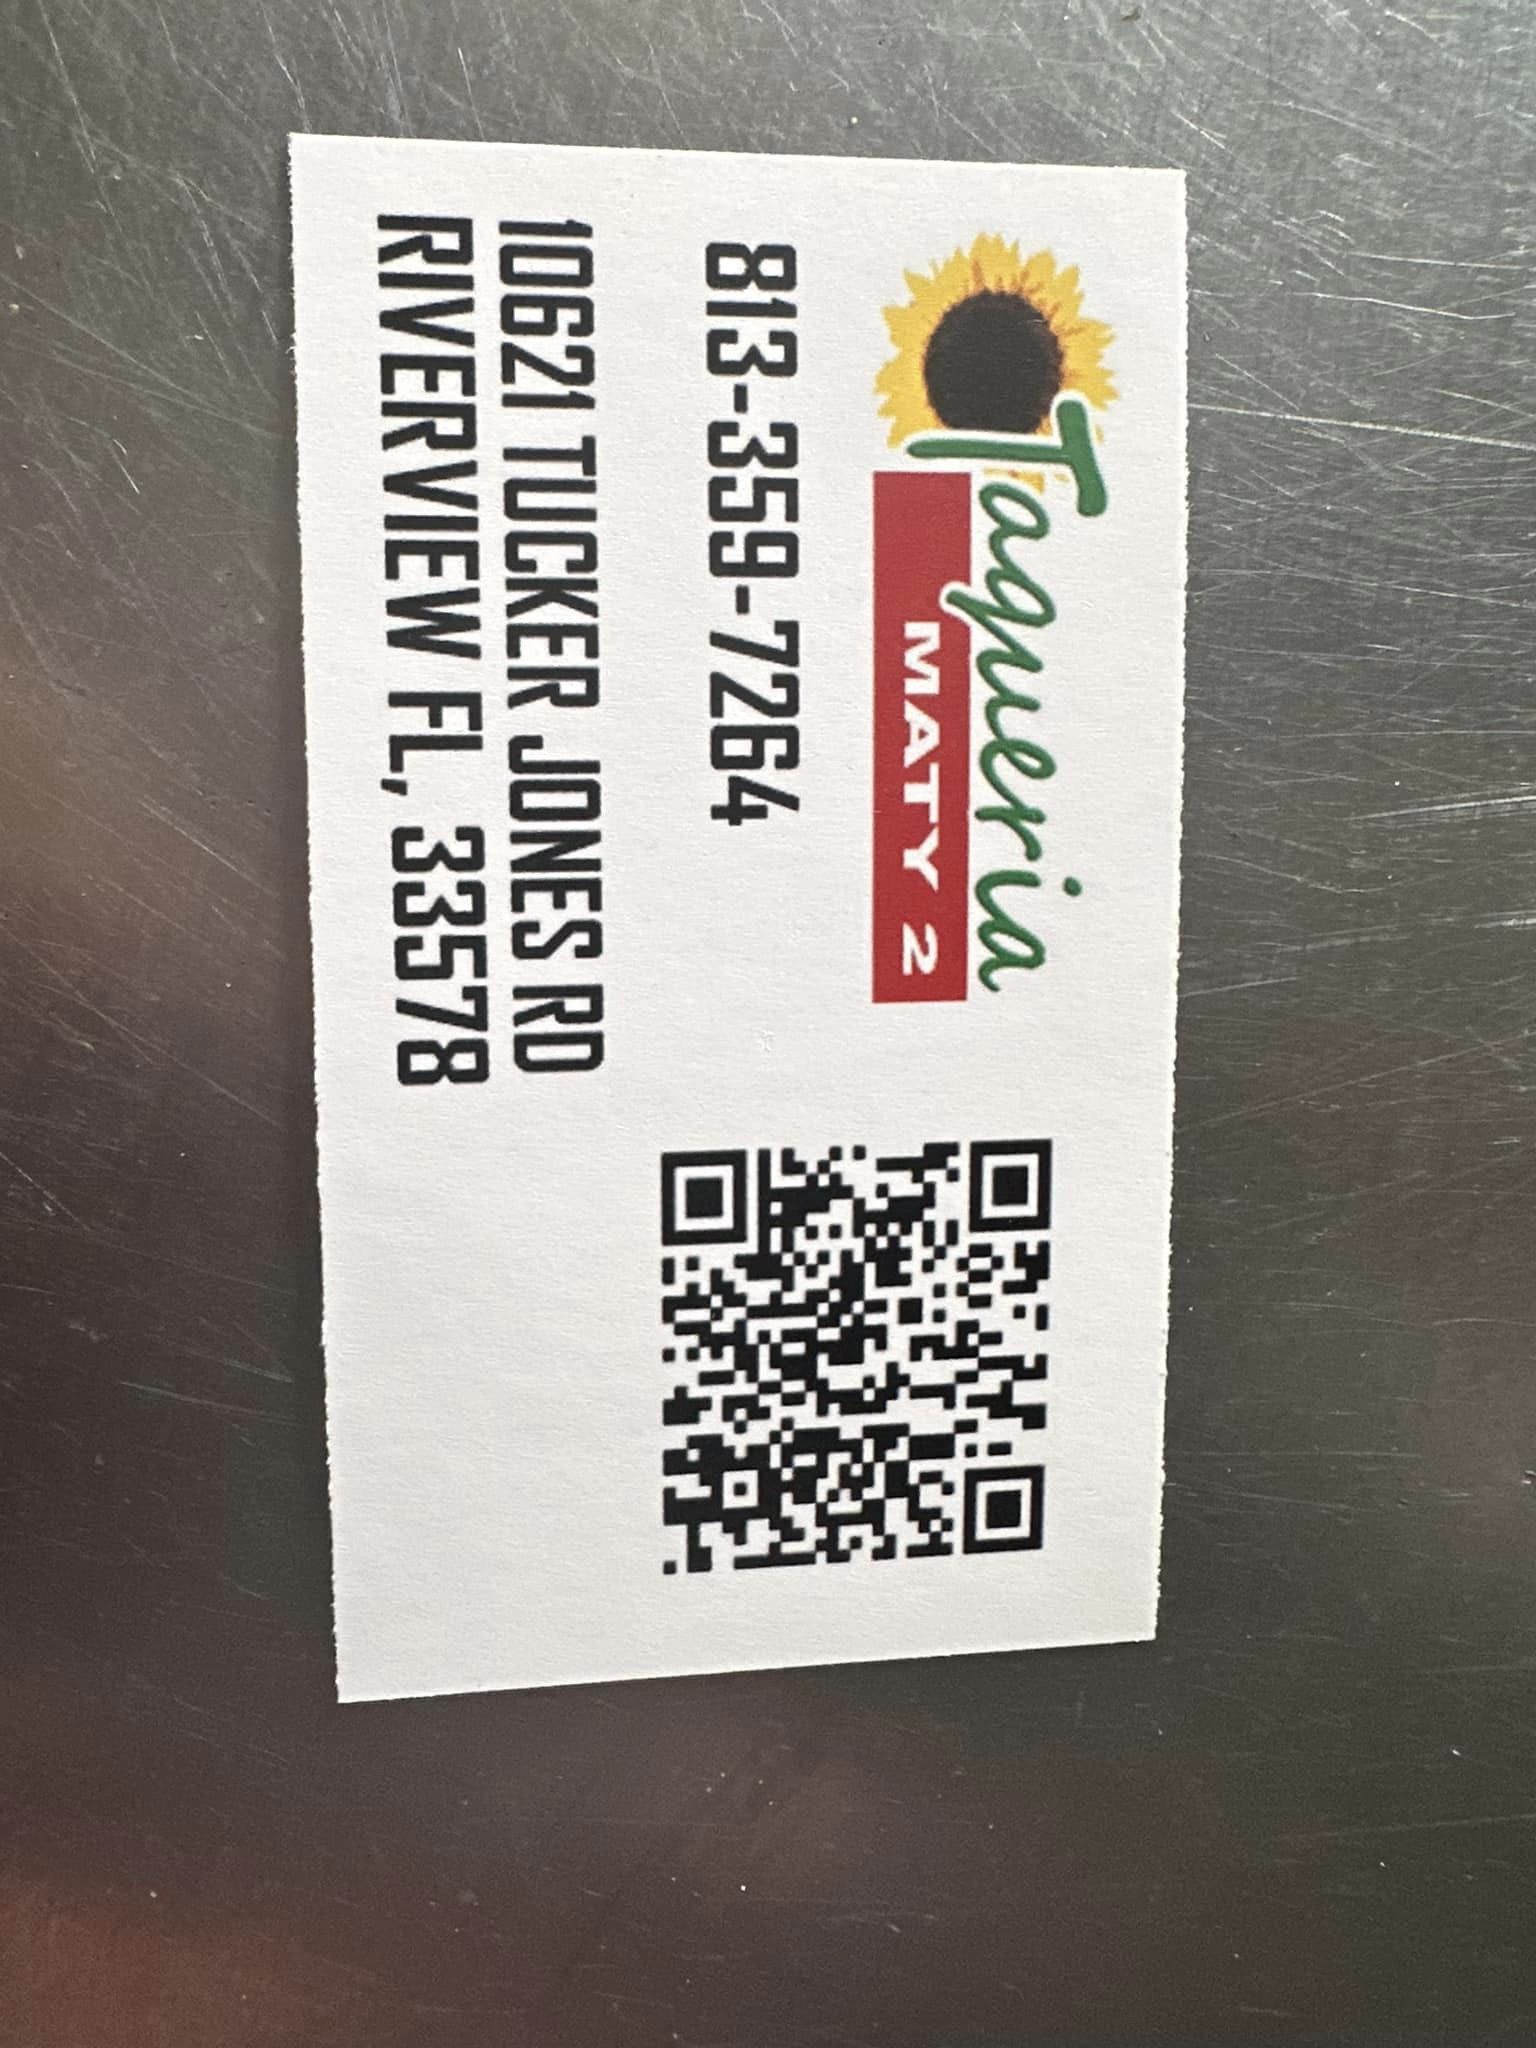 Taqueria
MATY 2
813-359-7264
10621 TUCKER JONES RD
RIVERVIEW FL, 33578